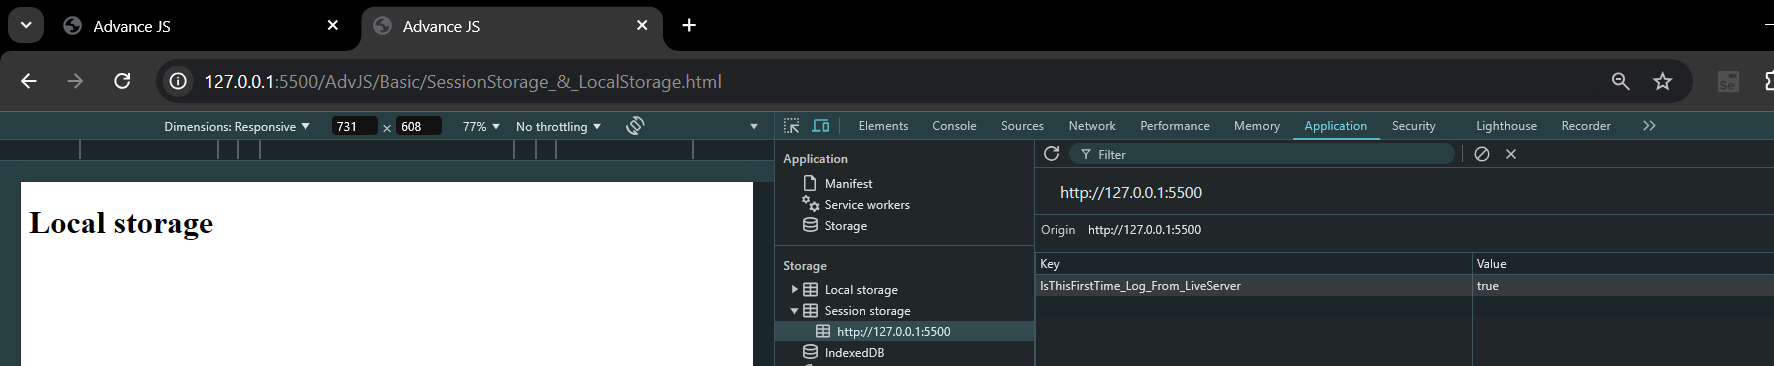 Advance JS
Advance JS
127.0.0.1:5500/AdvJS/Basic/SessionStorage_&_LocalStorage.html
Se
Dimensions: Responsive 731 × 608 77% No throttling
Elements Console Sources Network Performance Memory Application Security Lighthouse Recorder
Local storage
Application
Manifest
Service workers
Storage
Storage
Local storage
Session storage
http://127.0.0.1:5500
IndexedDB
Filter
http://127.0.0.1:5500
Origin http://127.0.0.1:5500
Key Value
IsThisFirstTime_Log_From_LiveServer true